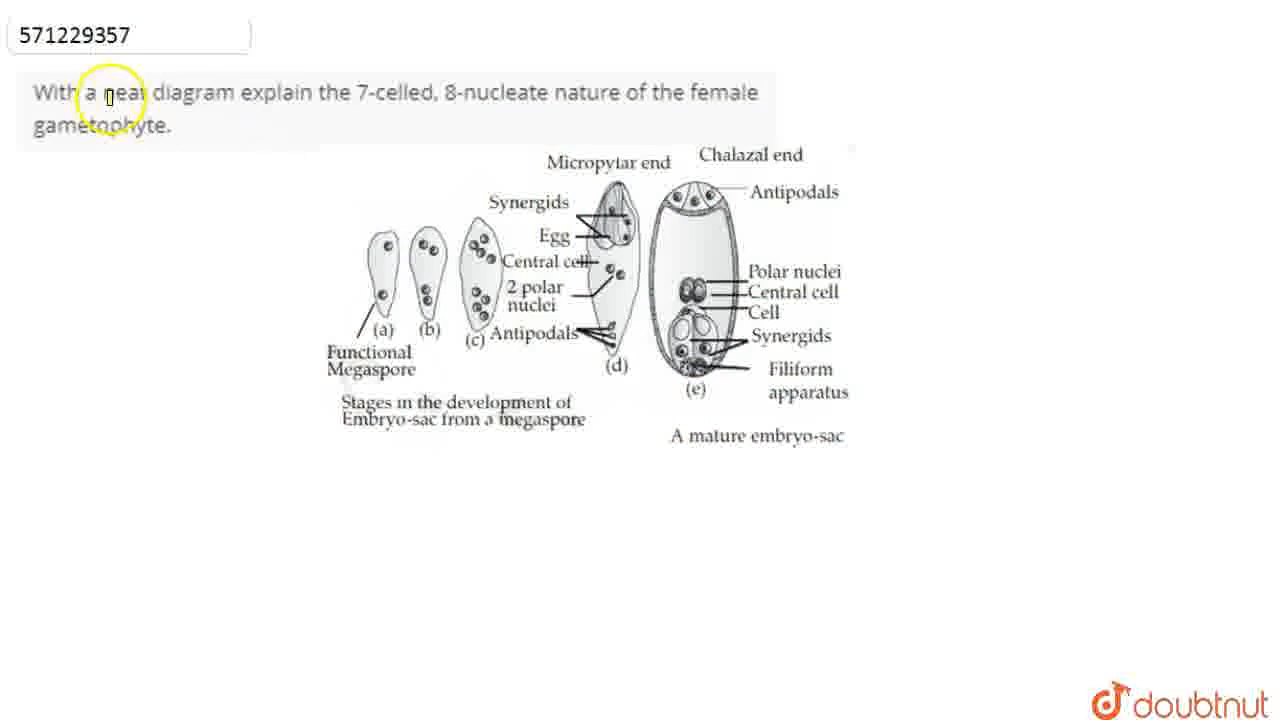 571229357
With a neat diagram explain the 7-celled, 8-nucleate nature of the female
gametophyte.
Micropylar end
Chalazal end
Synergids
Antipodals
Egg
Central cell
2 polar
nuclei
Antipodals
Polar nuclei
Central cell
Cell
Synergids
Filiform
apparatus
(a)
(b)
(c)
(d)
(e)
Functional
Megaspore
Stages in the development of
Embryo-sac from a megaspore
A mature embryo-sac
doubtnut